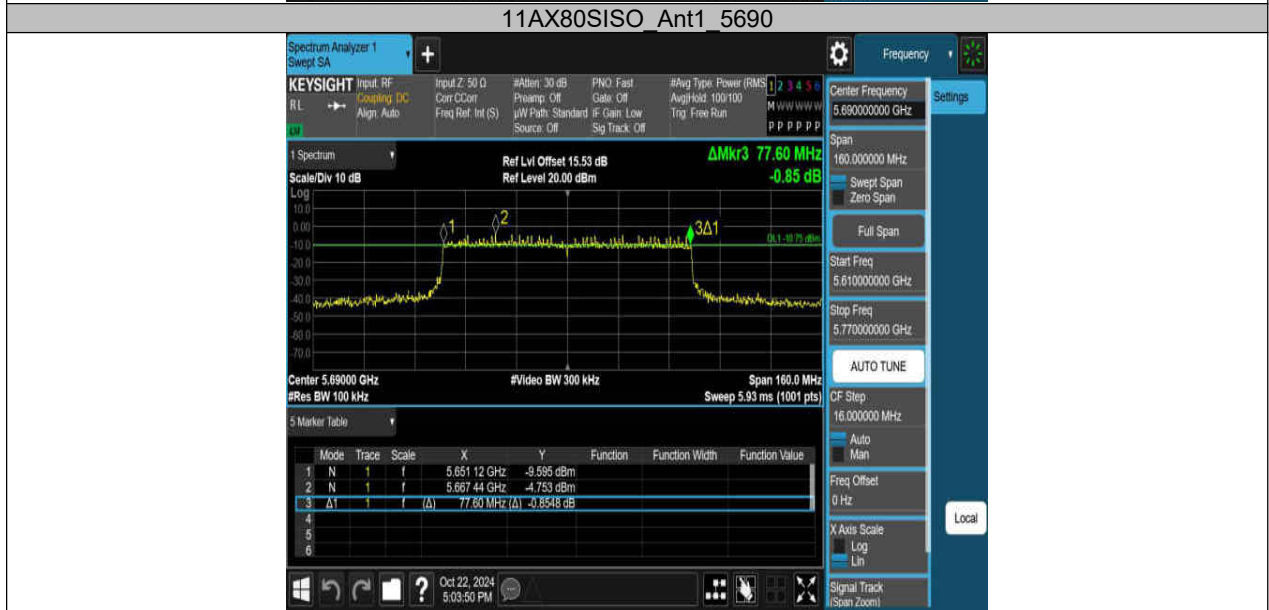 11AX80SISO_Ant1_5690
Spectrum Analyzer 1
Swept SA
+
Frequency
KEYSIGHT
RL
Input: RF
Coupling: DC
Align: Auto
Input Z: 50 Ω
Corr CCorr
Freq Ref: Int (S)
#Atten: 30 dB
Preamp: Off
µW Path: Standard
Source: Off
PNO: Fast
Gate: Off
IF Gain: Low
Sig Track: Off
#Avg Type: Power (RMS
Avg|Hold: 100/100
Trig: Free Run
1 2 3 4 5 6
M W W W W W
P P P P P P
1 Spectrum
Scale/Div 10 dB
Ref Lvl Offset 15.53 dB
Ref Level 20.00 dBm
ΔMkr3 77.60 MHz
-0.85 dB
Log
10.0
0.00
-10.0
-20.0
-30.0
-40.0
-50.0
-60.0
-70.0
1
2
3Δ1
DL1 -10.75 dBm
Center 5.69000 GHz
#Res BW 100 kHz
#Video BW 300 kHz
Span 160.0 MHz
Sweep 5.93 ms (1001 pts)
5 Marker Table
Mode Trace Scale X Y Function Function Width Function Value
1 N 1 f 5.651 12 GHz -9.595 dBm
2 N 1 f 5.667 44 GHz -4.753 dBm
3 Δ1 1 f (Δ) 77.60 MHz (Δ) -0.8548 dB
4
5
6
Oct 22, 2024
5:03:50 PM
Center Frequency
5.690000000 GHz
Settings
Span
160.000000 MHz
Swept Span
Zero Span
Full Span
Start Freq
5.610000000 GHz
Stop Freq
5.770000000 GHz
AUTO TUNE
CF Step
16.000000 MHz
Auto
Man
Freq Offset
0 Hz
X Axis Scale
Log
Lin
Local
Signal Track
(Span Zoom)